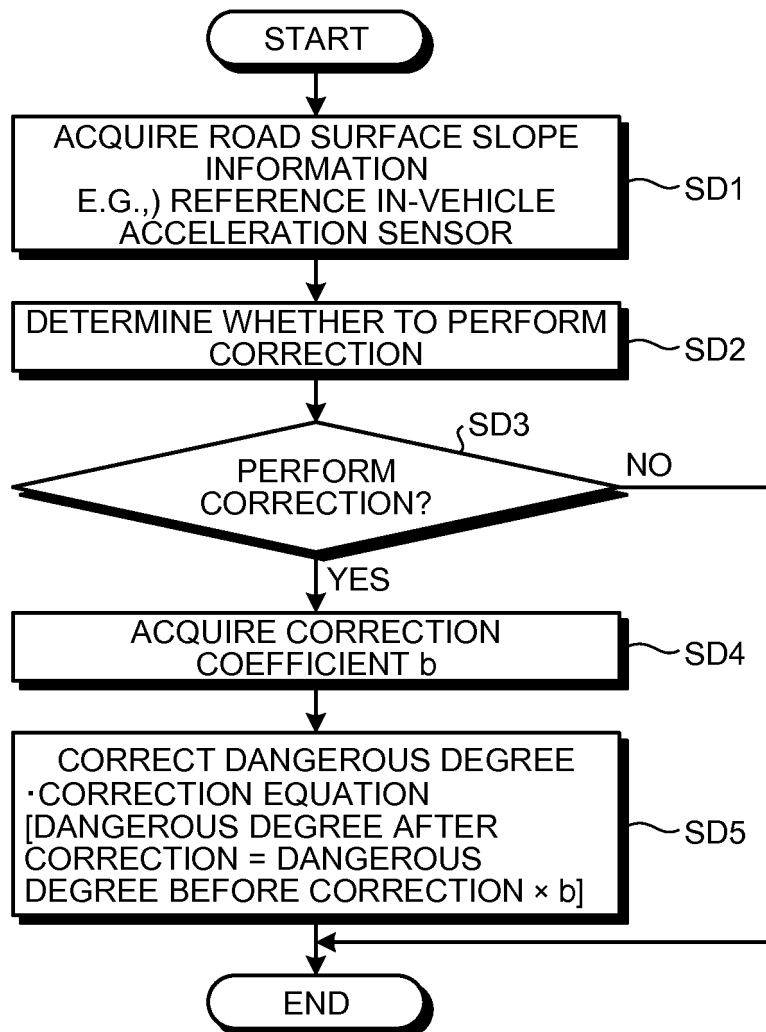 START
ACQUIRE ROAD SURFACE SLOPE
INFORMATION
E.G.,) REFERENCE IN-VEHICLE
ACCELERATION SENSOR
SD1
DETERMINE WHETHER TO PERFORM
CORRECTION
SD2
SD3
PERFORM
CORRECTION?
NO
YES
ACQUIRE CORRECTION
COEFFICIENT b
SD4
CORRECT DANGEROUS DEGREE
·CORRECTION EQUATION
[DANGEROUS DEGREE AFTER
CORRECTION = DANGEROUS
DEGREE BEFORE CORRECTION × b]
SD5
END